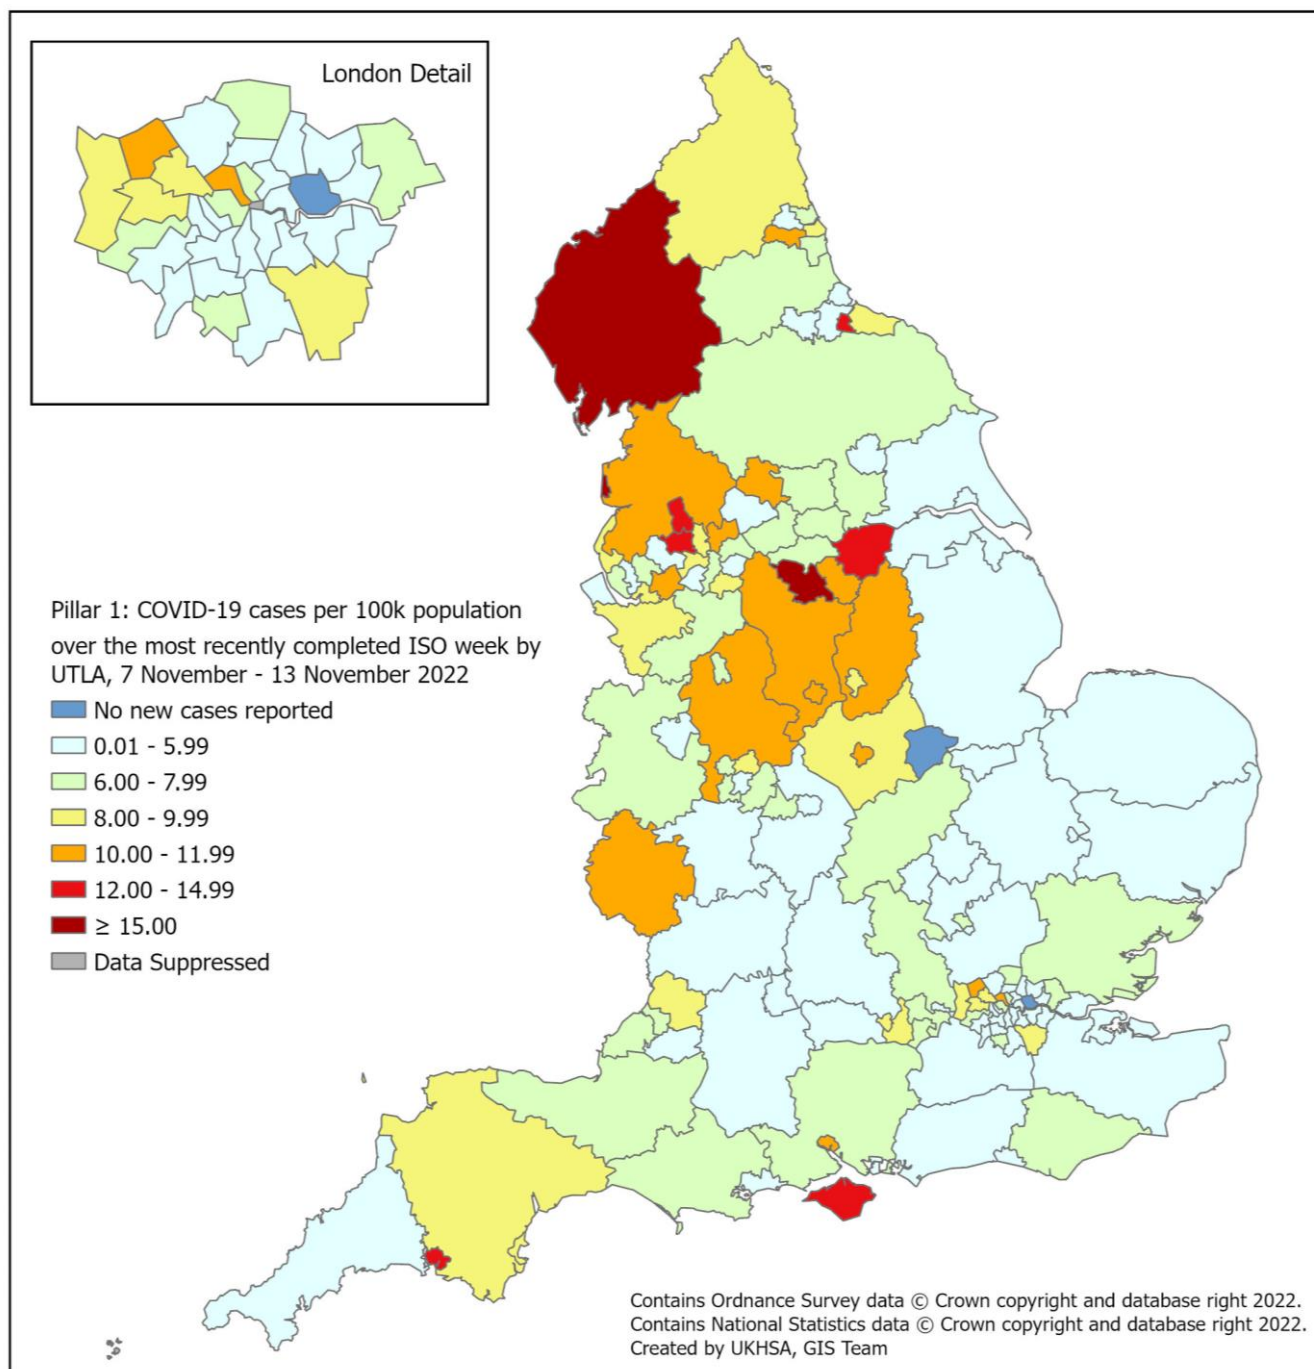 London Detail
Pillar 1: COVID-19 cases per 100k population
over the most recently completed ISO week by
UTLA, 7 November - 13 November 2022
No new cases reported
0.01 - 5.99
6.00 - 7.99
8.00 - 9.99
10.00 - 11.99
12.00 - 14.99
≥ 15.00
Data Suppressed
Contains Ordnance Survey data © Crown copyright and database right 2022.
Contains National Statistics data © Crown copyright and database right 2022.
Created by UKHSA, GIS Team